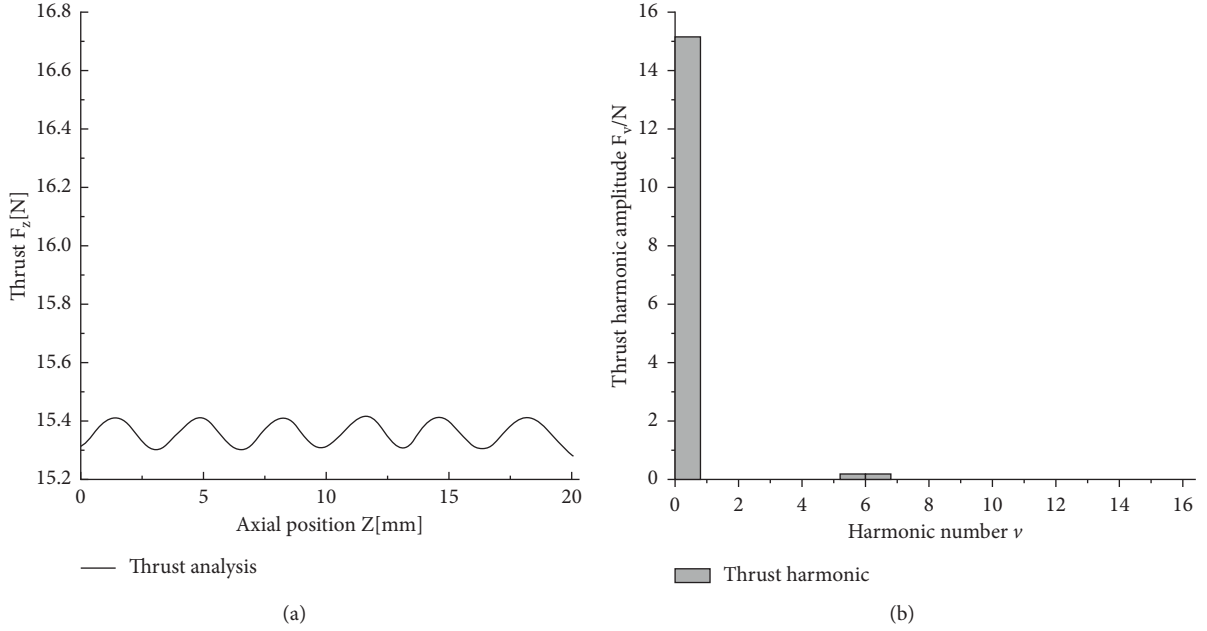 16.8
16.6
16.4
16.2
16.0
15.8
15.6
15.4
15.2
Thrust F_z[N]
0 5 10 15 20
Axial position Z[mm]
Thrust analysis
(a)
16
14
12
10
8
6
4
2
0
Thrust harmonic amplitude F_v/N
0 2 4 6 8 10 12 14 16
Harmonic number v
Thrust harmonic
(b)